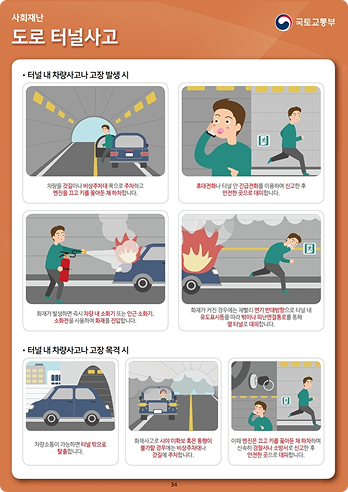 사회재난
도로 터널사고
국토교통부
• 터널 내 차량사고나 고장 발생 시
차량을 갓길이나 비상주차대 쪽으로 주차하고
엔진을 끄고 키를 꽂아둔 채 하차합니다.
휴대전화나 터널 안 긴급전화를 이용하여 신고한 후
안전한 곳으로 대피합니다.
화재가 발생하면 즉시 차량 내 소화기 또는 인근 소화기,
소화전을 사용하여 화재를 진압합니다.
화재가 커진 경우에는 재빨리 연기 반대방향으로 터널 내
유도표시등을 따라 밖이나 피난연결통로를 통해
옆 터널로 대피합니다.
• 터널 내 차량사고나 고장 목격 시
차량소통이 가능하면 터널 밖으로
탈출합니다.
화재사고로 시야 미확보 혹은 통행이
불가할 경우에는 비상주차대나
갓길에 주차합니다.
이때 엔진을 끄고 키를 꽂아둔 채 하차하여
신속히 경찰서나 소방서로 신고한 후
안전한 곳으로 대피합니다.
34